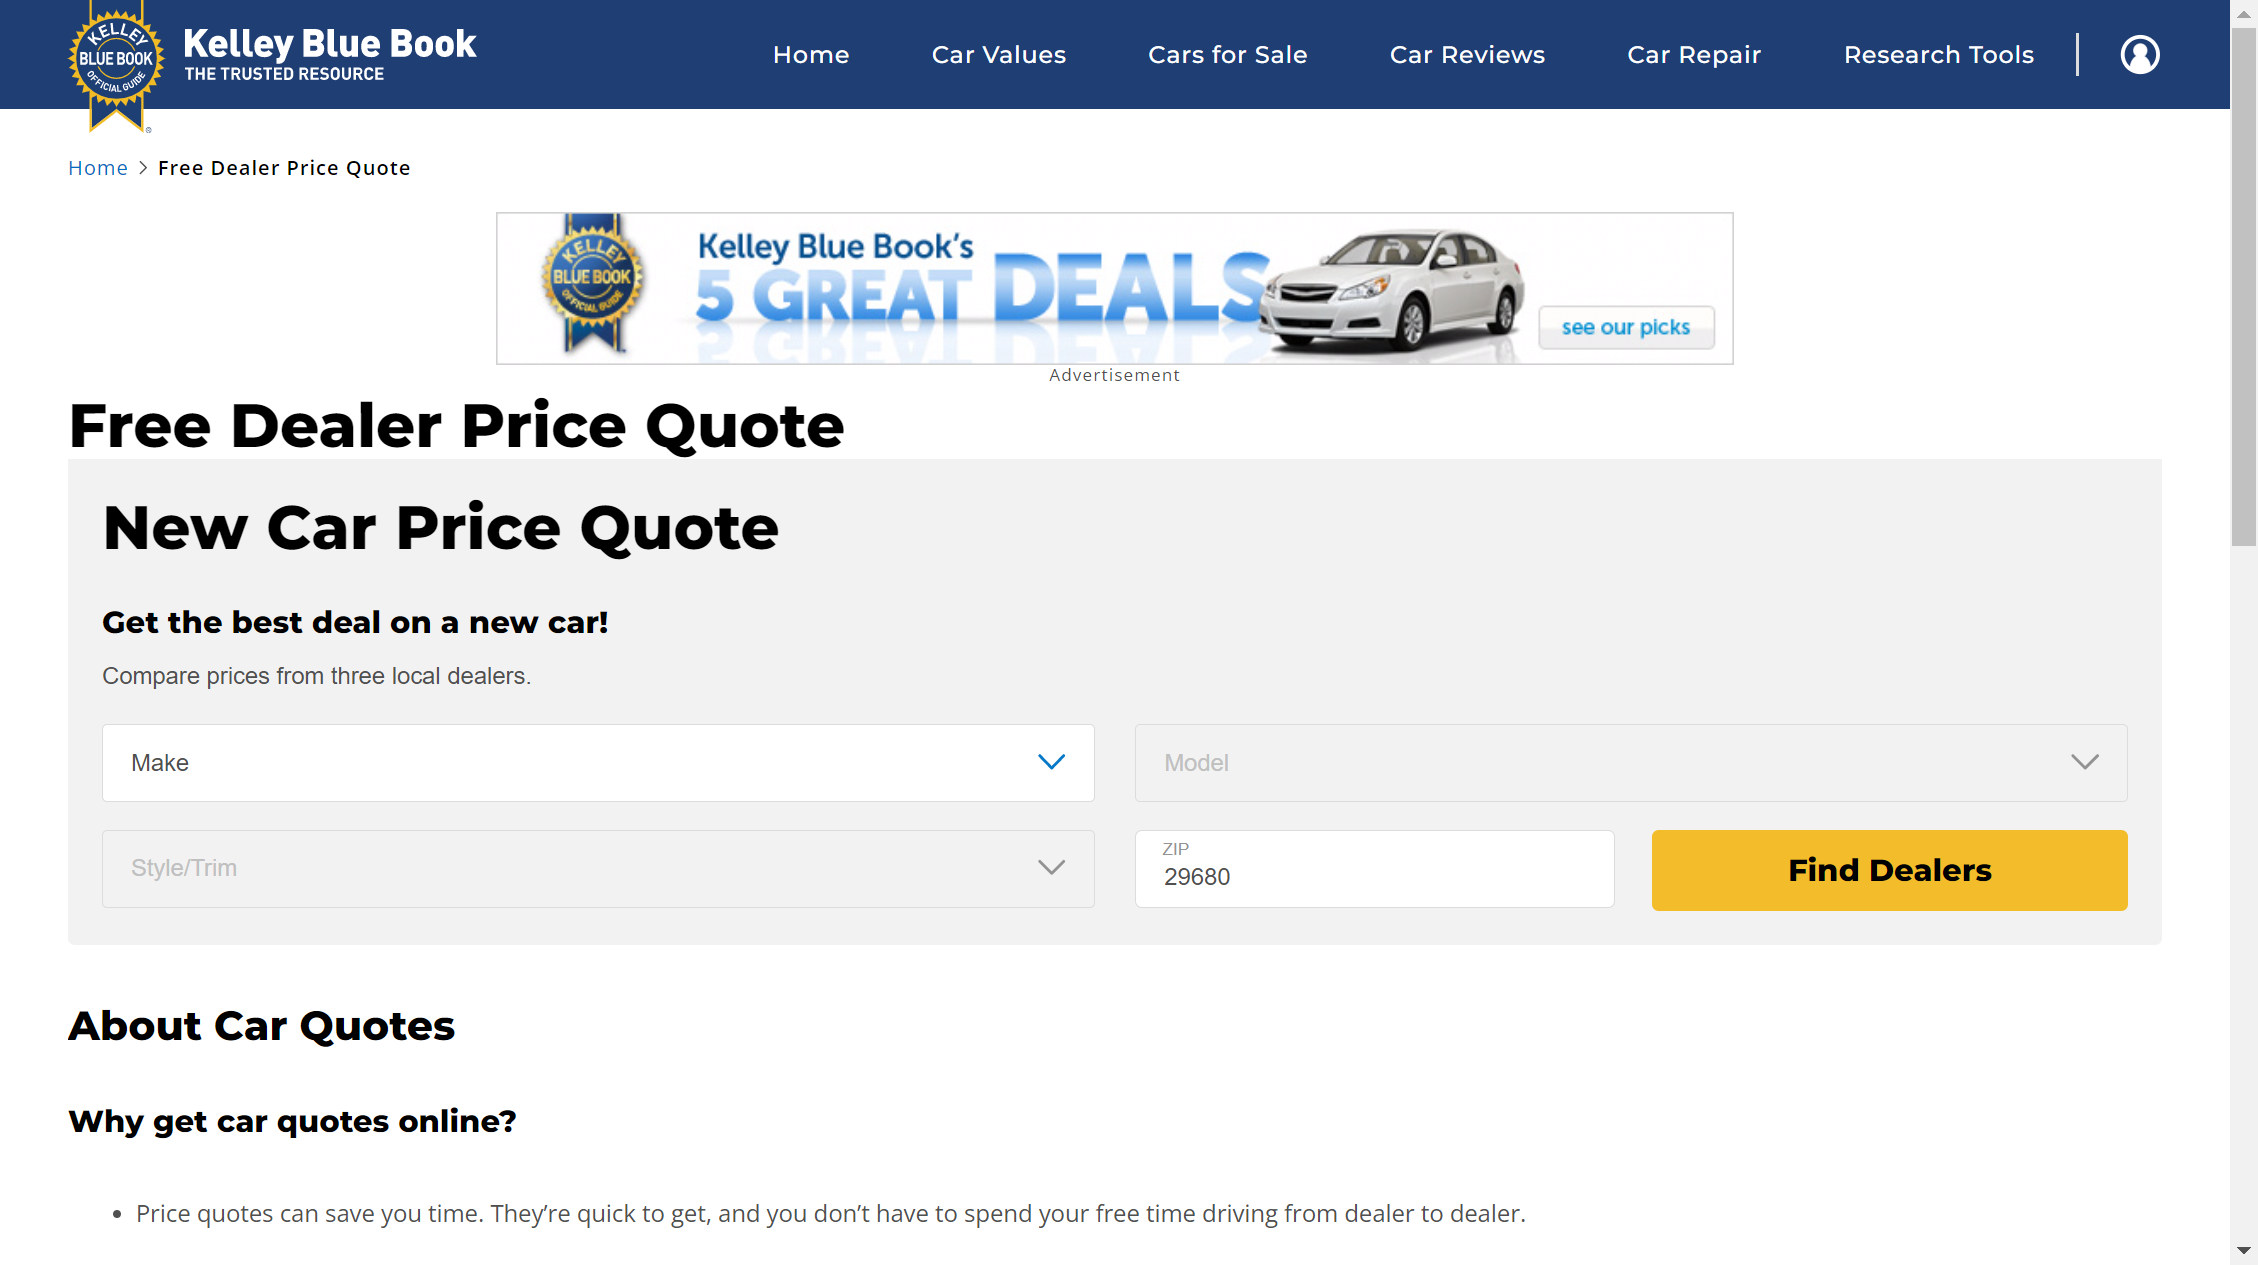 KELLEY
BLUE BOOK
OFFICIAL GUIDE
®
Kelley Blue Book
THE TRUSTED RESOURCE
Home
Car Values
Cars for Sale
Car Reviews
Car Repair
Research Tools
Home > Free Dealer Price Quote
KELLEY
BLUE BOOK
OFFICIAL GUIDE
Kelley Blue Book's
5 GREAT DEALS
see our picks
Advertisement
Free Dealer Price Quote
New Car Price Quote
Get the best deal on a new car!
Compare prices from three local dealers.
Make
Model
Style/Trim
ZIP
29680
Find Dealers
About Car Quotes
Why get car quotes online?
• Price quotes can save you time. They’re quick to get, and you don’t have to spend your free time driving from dealer to dealer.